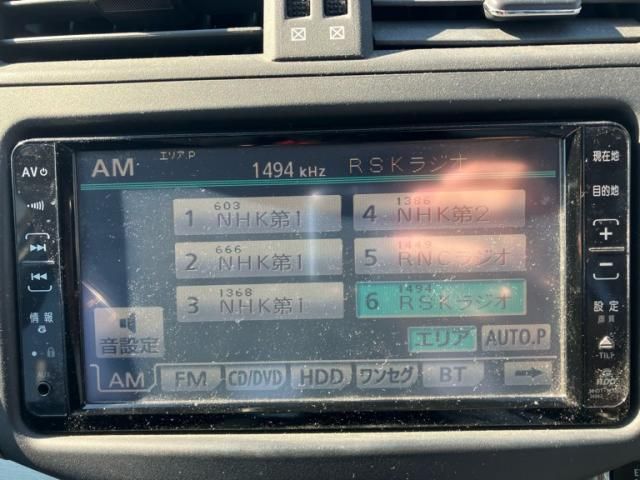 AV
現在地
目的地
+
−
情報
設定
画質
TILT
AM エリア.P 1494 kHz RSKラジオ
603
1 NHK第1
1386
4 NHK第2
666
2 NHK第1
1449
5 RNCラジオ
1368
3 NHK第1
1494
6 RSKラジオ
音設定
エリア AUTO.P
AM FM CD/DVD HDD ワンセグ BT